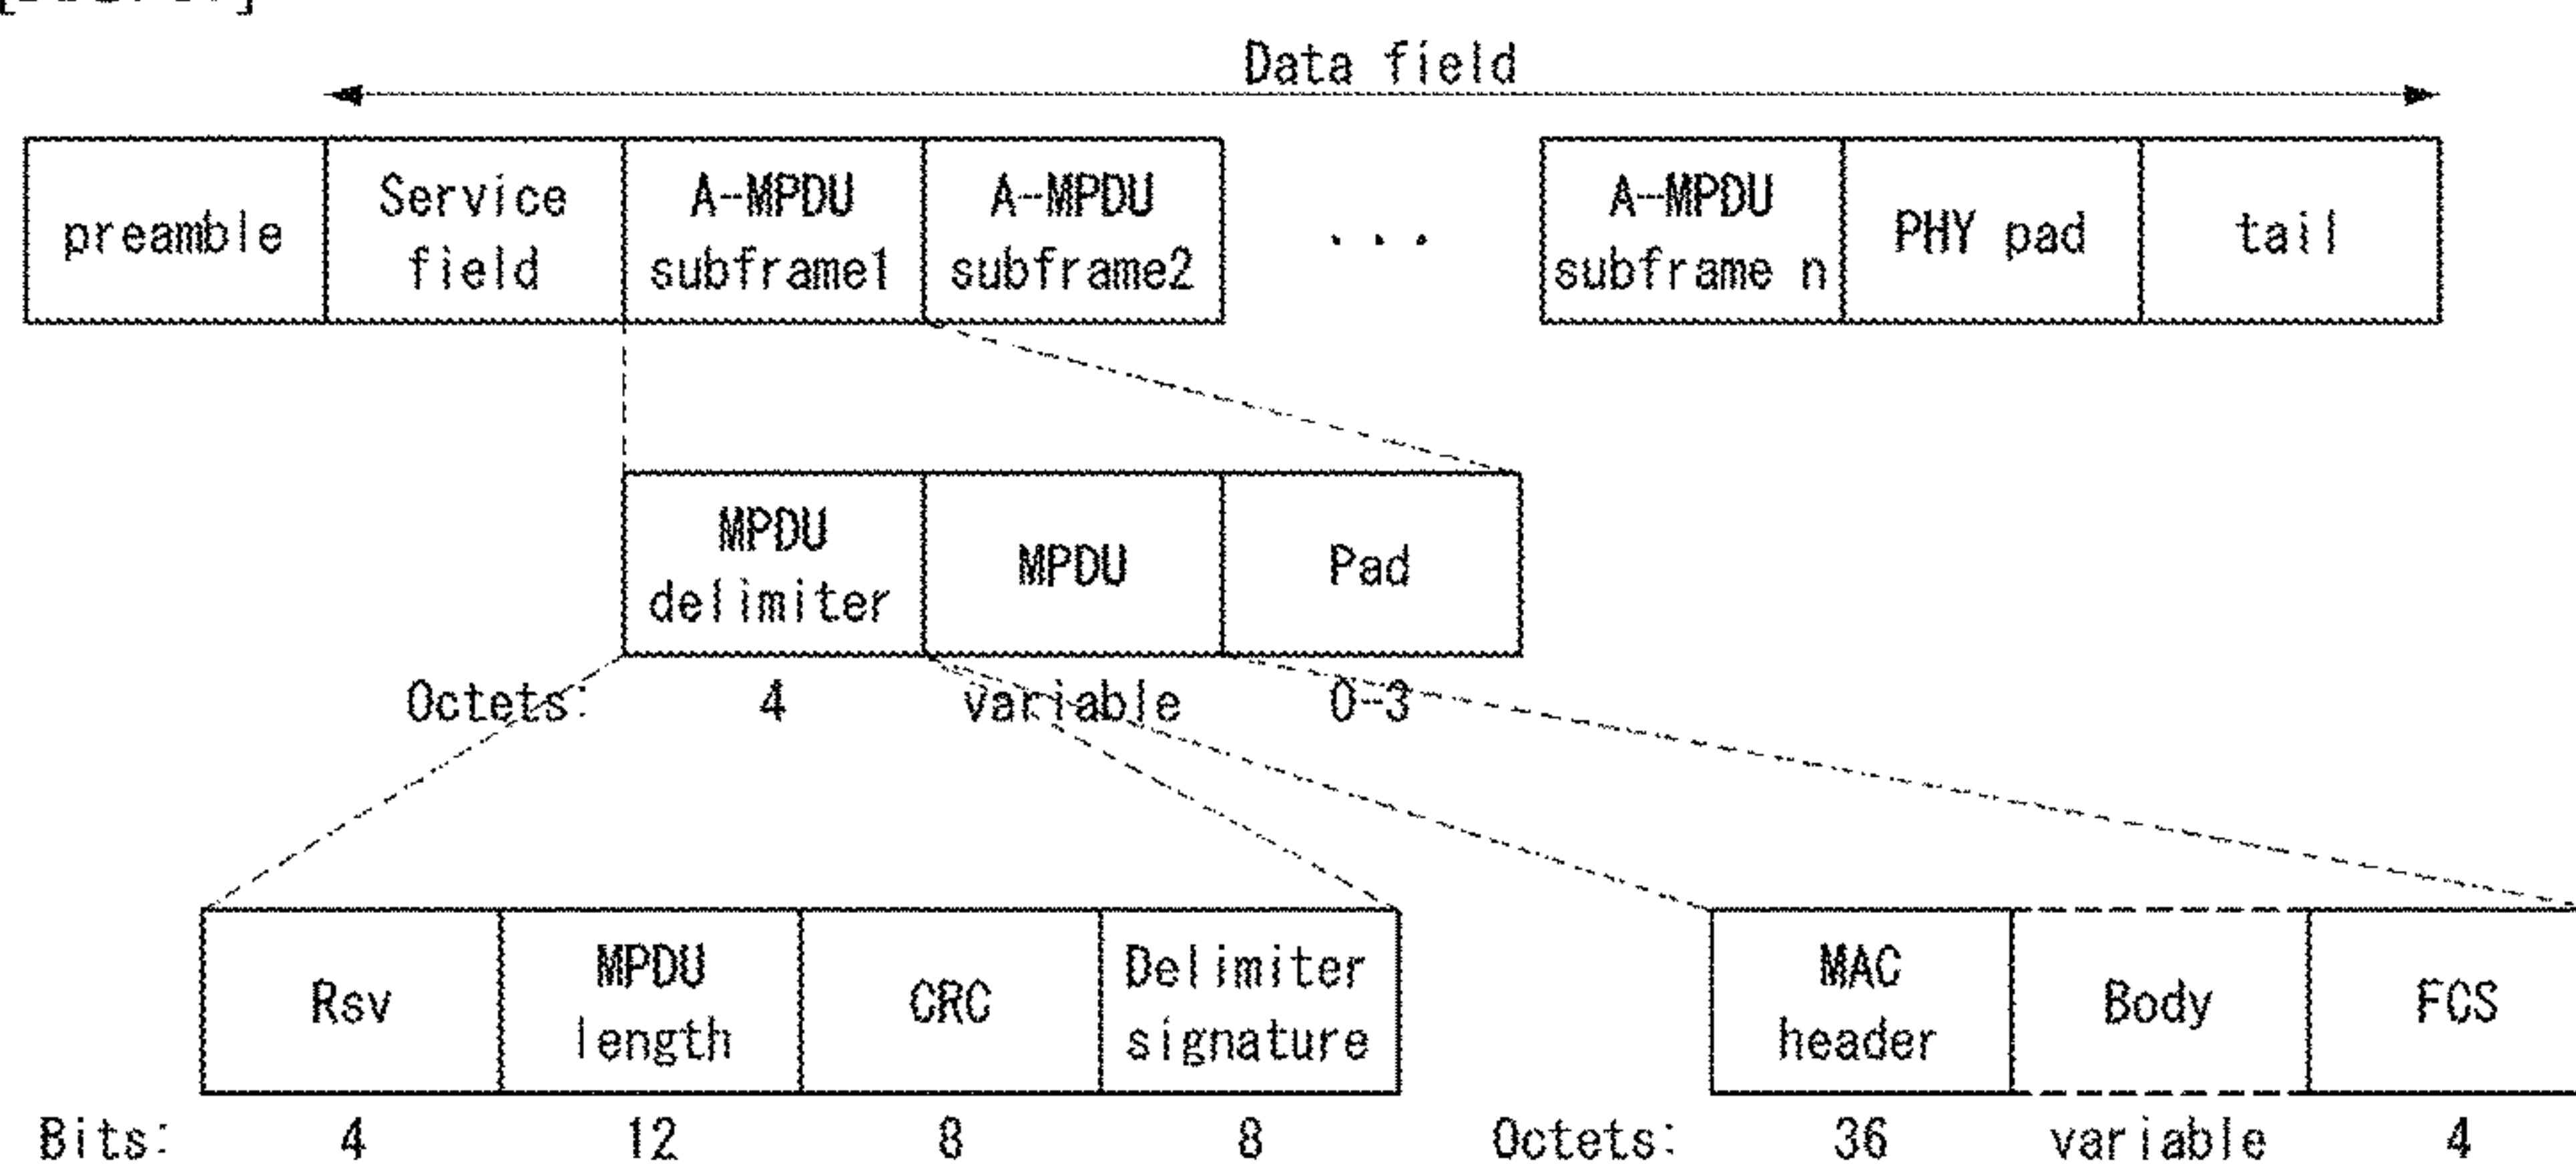 Data field
preamble
Service
field
A-MPDU
subframe1
A-MPDU
subframe2
...
A-MPDU
subframe n
PHY pad
tail
MPDU
delimiter
MPDU
Pad
Octets: 4 variable 0-3
Rsv
MPDU
length
CRC
Delimiter
signature
MAC
header
Body
FCS
Bits: 4 12 8 8
Octets: 36 variable 4